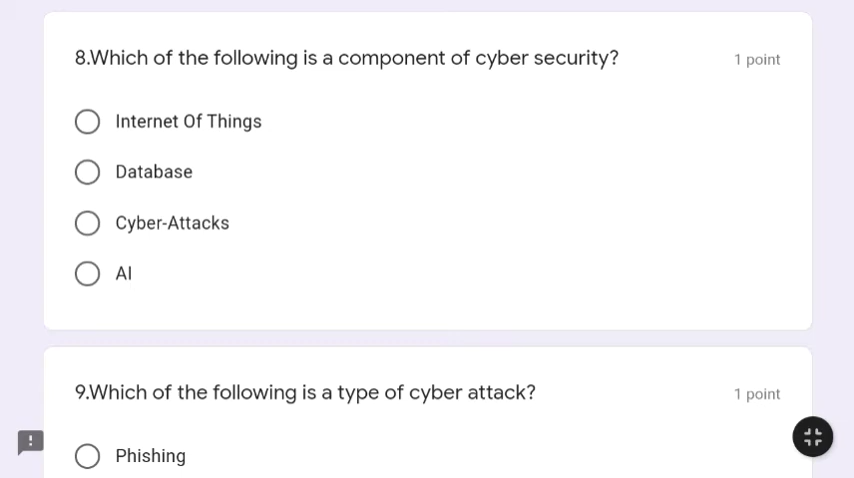 8.Which of the following is a component of cyber security?
1 point
Internet Of Things
Database
Cyber-Attacks
AI
9.Which of the following is a type of cyber attack?
1 point
!
Phishing